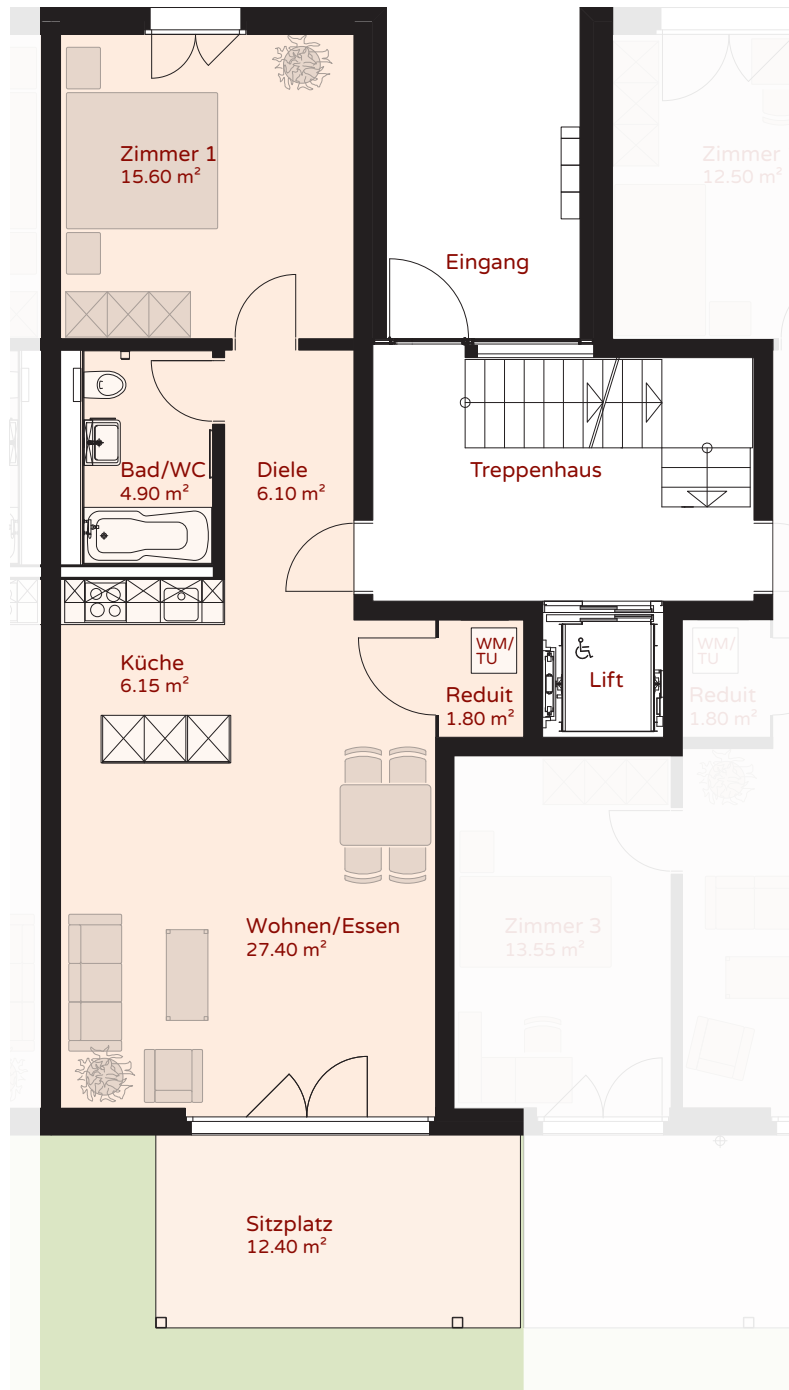 Zimmer 1
15.60 m²
Zimmer
12.50 m²
Eingang
Bad/WC
4.90 m²
Diele
6.10 m²
Treppenhaus
Küche
6.15 m²
WM/
TU
Reduit
1.80 m²
Lift
WM/
TU
Reduit
1.80 m²
Wohnen/Essen
27.40 m²
Zimmer 3
13.55 m²
Sitzplatz
12.40 m²